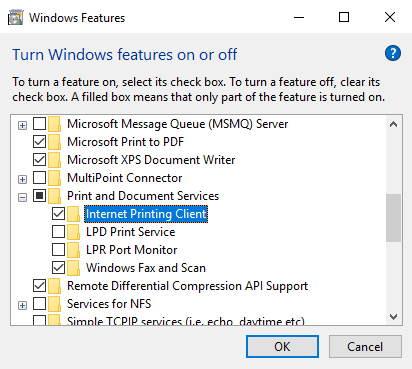 Windows Features
Turn Windows features on or off
To turn a feature on, select its check box. To turn a feature off, clear its
check box. A filled box means that only part of the feature is turned on.
Microsoft Message Queue (MSMQ) Server
Microsoft Print to PDF
Microsoft XPS Document Writer
MultiPoint Connector
Print and Document Services
Internet Printing Client
LPD Print Service
LPR Port Monitor
Windows Fax and Scan
Remote Differential Compression API Support
Services for NFS
Simple TCPIP services (i.e. echo, daytime etc)
OK
Cancel